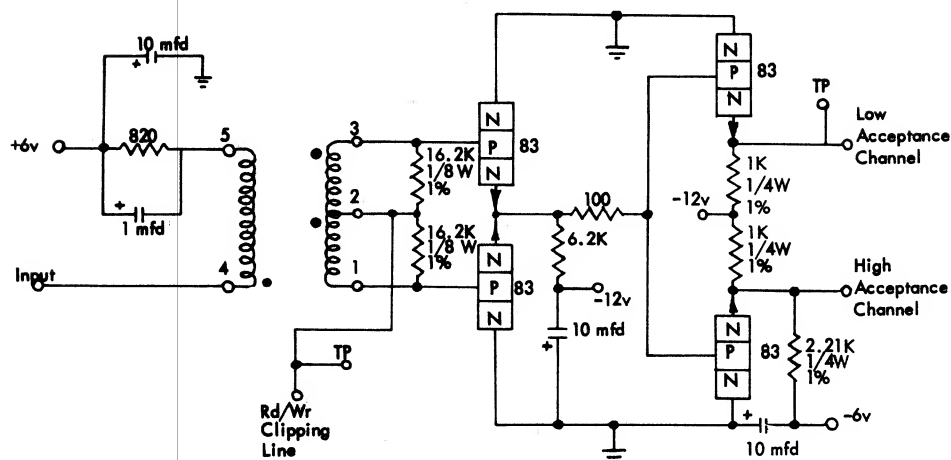 10 mfd
+
+6v
820
5
+
1 mfd
Input
4
3
2
1
16.2K
1/8 W
1%
16.2K
1/8 W
1%
TP
Rd/Wr
Clipping
Line
N
P
N
83
N
P
N
83
100
6.2K
-12v
10 mfd
+
N
P
N
83
TP
Low
Acceptance
Channel
1K
1/4W
1%
-12v
1K
1/4W
1%
High
Acceptance
Channel
N
P
N
83
2.21K
1/4W
1%
+
10 mfd
-6v